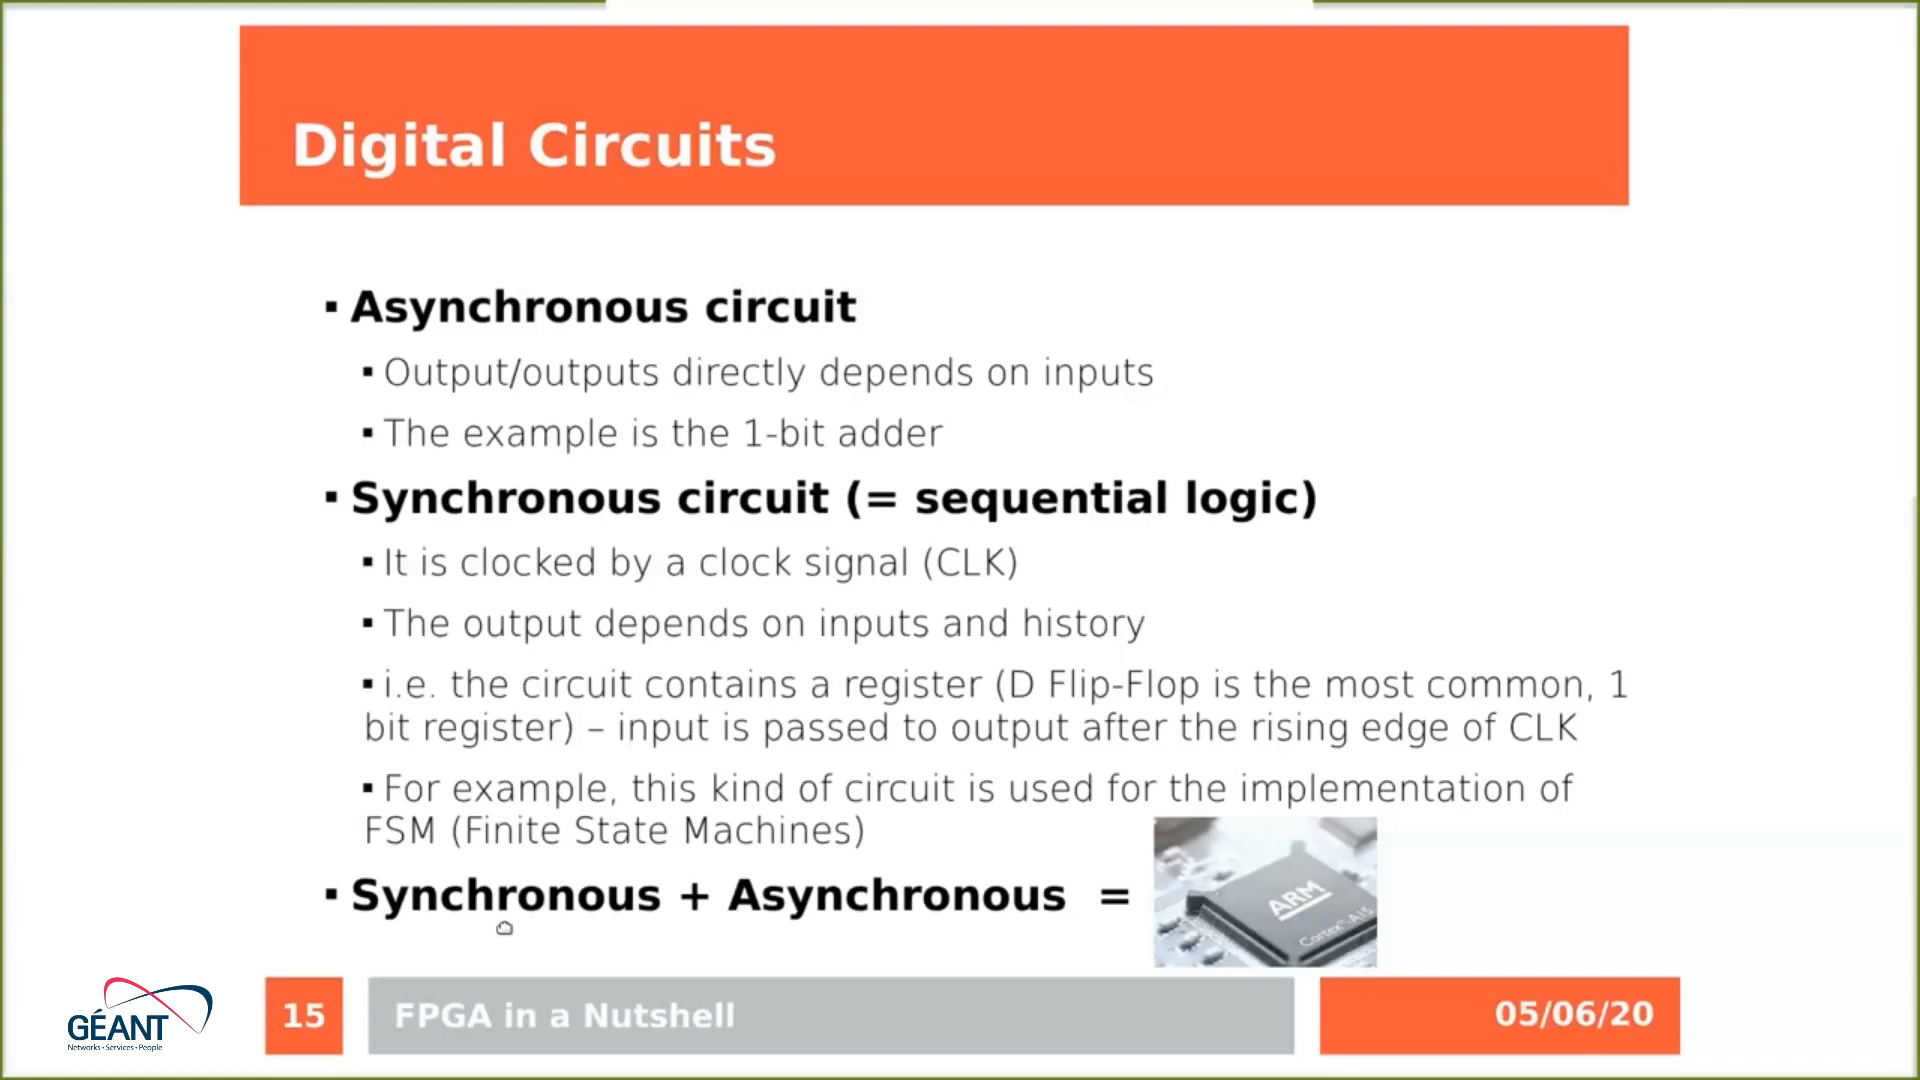 Digital Circuits
▪ Asynchronous circuit
▪ Output/outputs directly depends on inputs
▪ The example is the 1-bit adder
▪ Synchronous circuit (= sequential logic)
▪ It is clocked by a clock signal (CLK)
▪ The output depends on inputs and history
▪ i.e. the circuit contains a register (D Flip-Flop is the most common, 1
bit register) – input is passed to output after the rising edge of CLK
▪ For example, this kind of circuit is used for the implementation of
FSM (Finite State Machines)
▪ Synchronous + Asynchronous =
ARM
Cortex-A15
GÉANT
Networks • Services • People
15
FPGA in a Nutshell
05/06/20